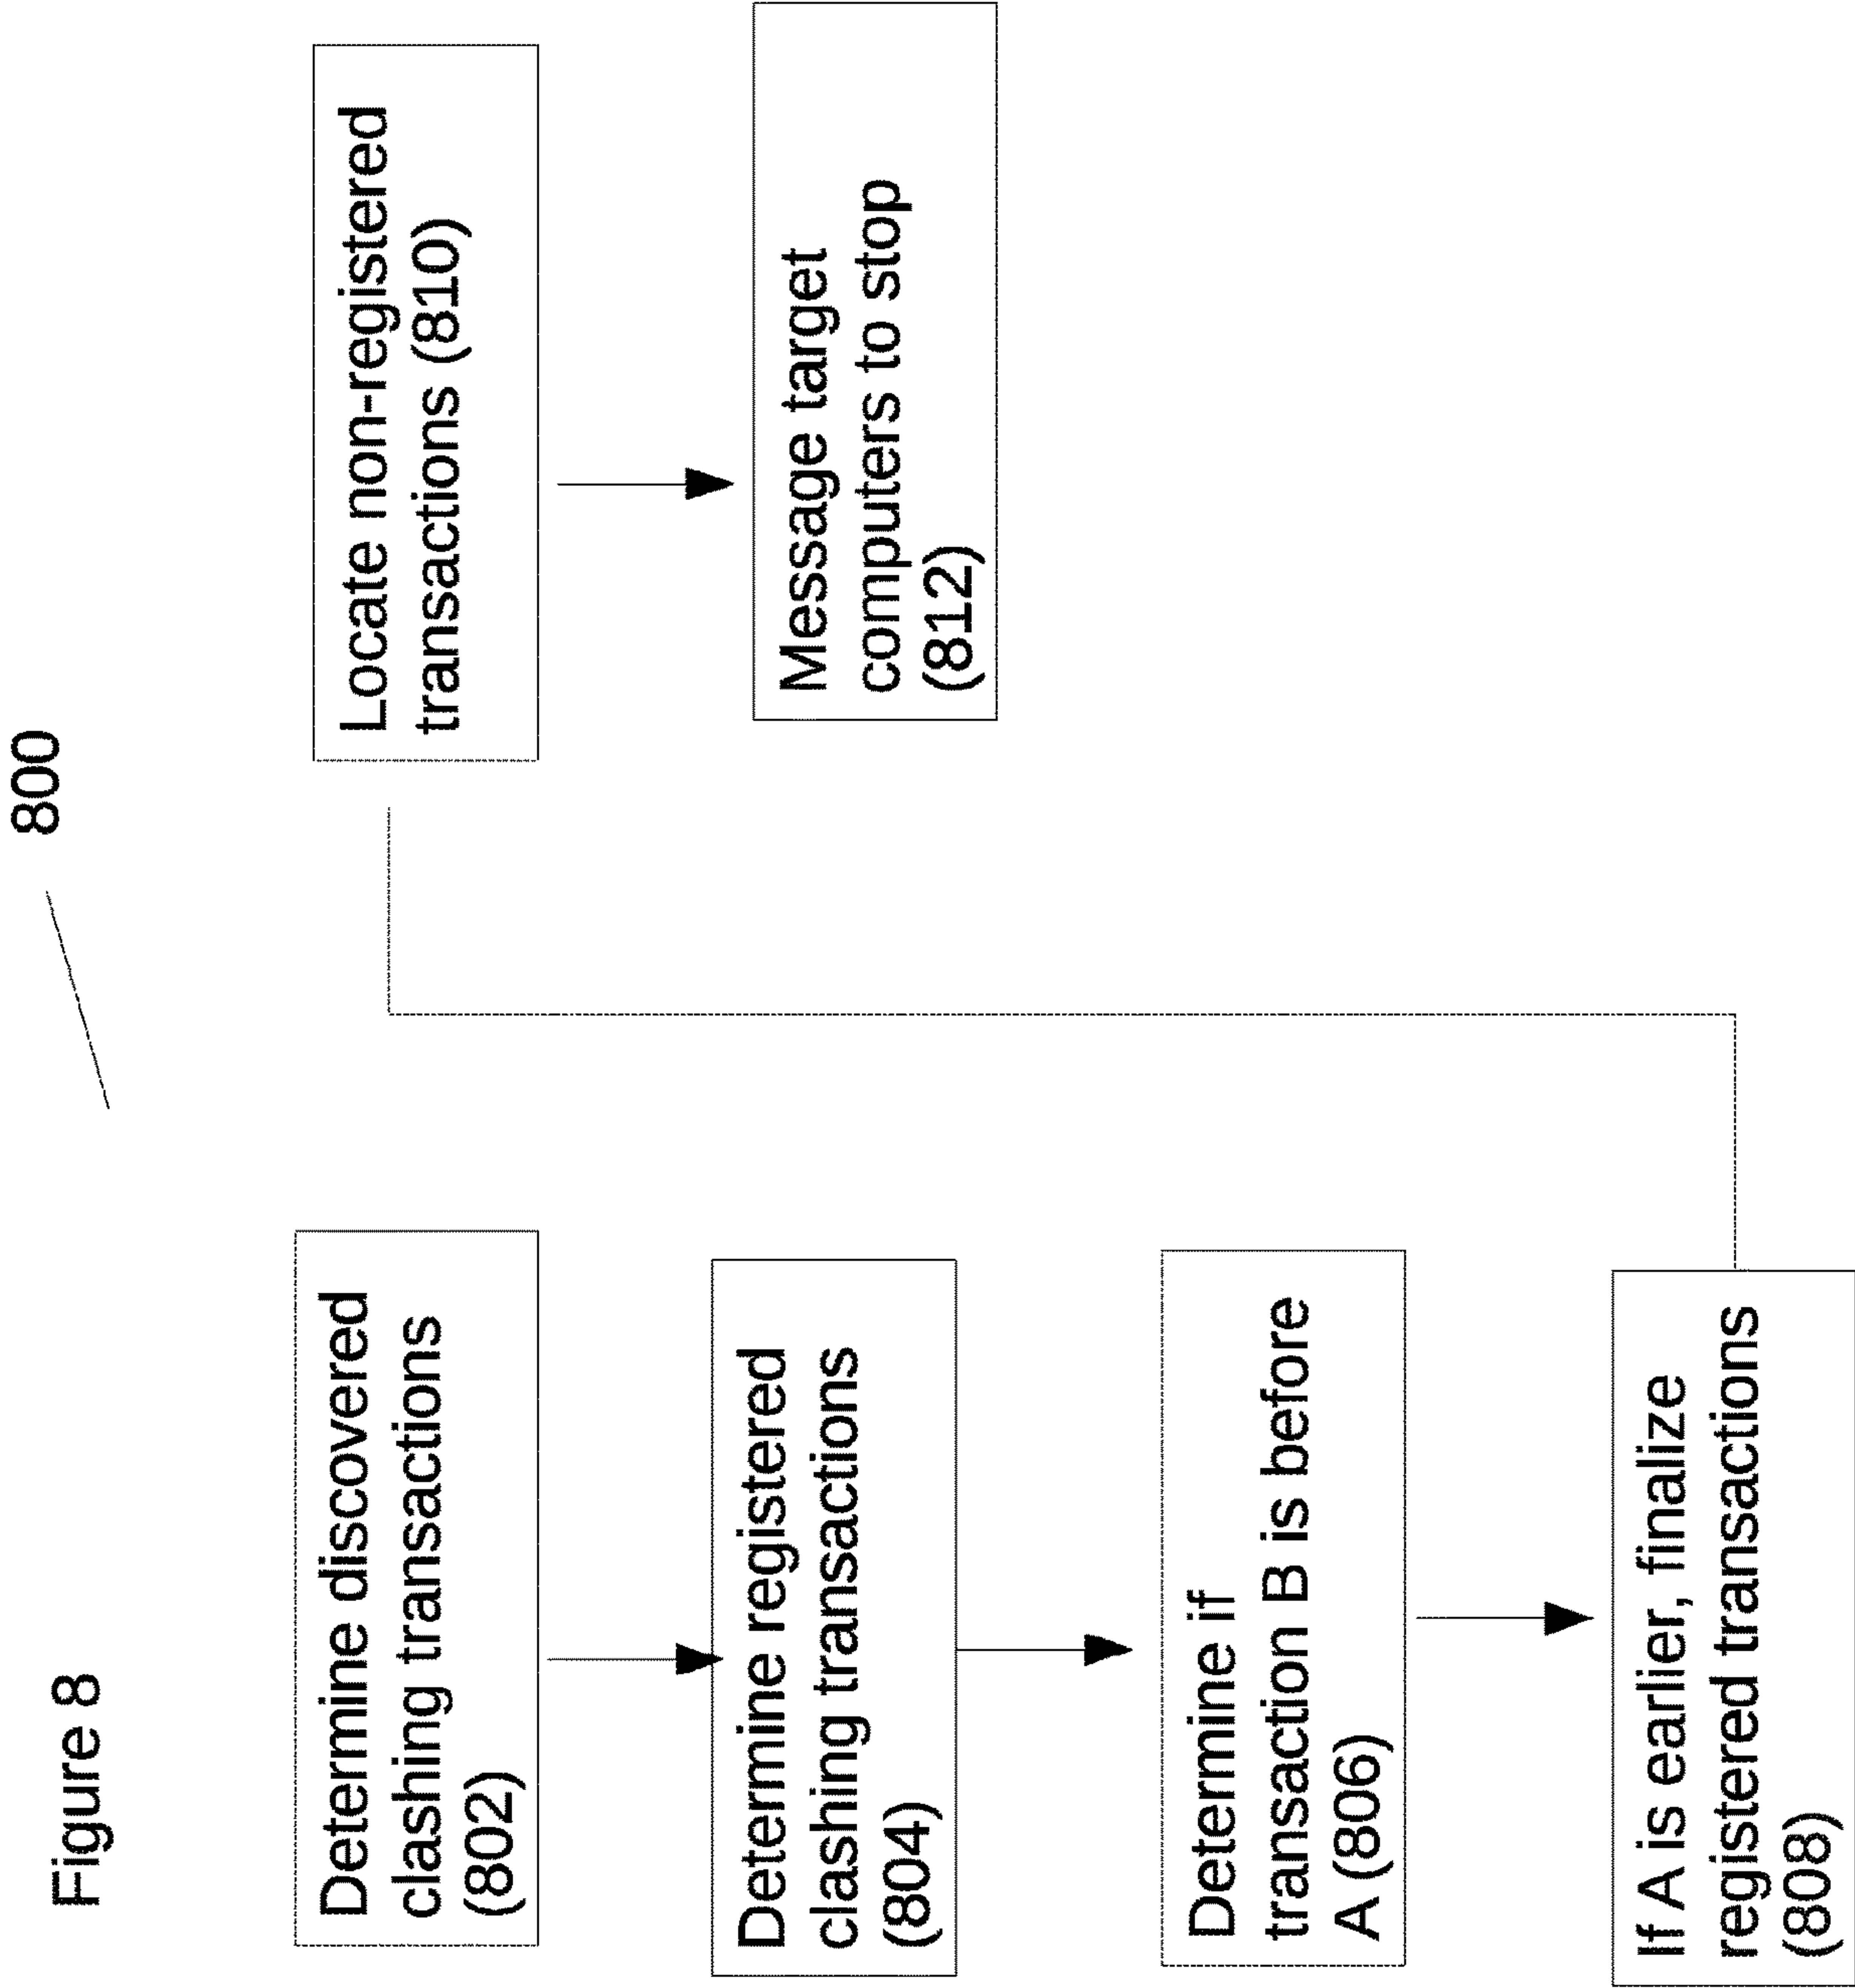 Figure 8
800
Determine discovered
clashing transactions
(802)
Determine registered
clashing transactions
(804)
Determine if
transaction B is before
A (806)
If A is earlier, finalize
registered transactions
(808)
Locate non-registered
transactions (810)
Message target
computers to stop
(812)